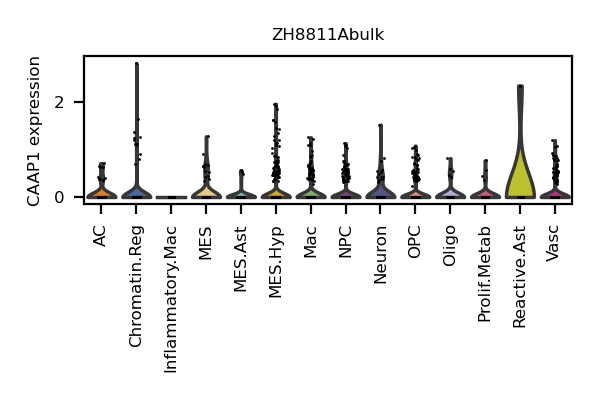 ZH8811Abulk
CAAP1 expression
2
0
AC
Chromatin.Reg
Inflammatory.Mac
MES
MES.Ast
MES.Hyp
Mac
NPC
Neuron
OPC
Oligo
Prolif.Metab
Reactive.Ast
Vasc